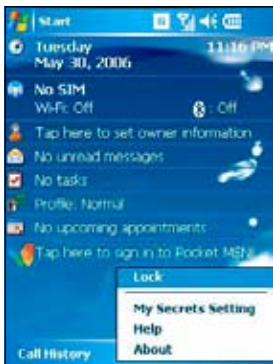 Start
Tuesday 11:16 PM
May 30, 2006
No SIM
Wi-Fi: Off : Off
Tap here to set owner information
No unread messages
No tasks
Profile: Normal
No upcoming appointments
Tap here to sign in to Pocket MSN!
Lock
My Secrets Setting
Help
About
Call History